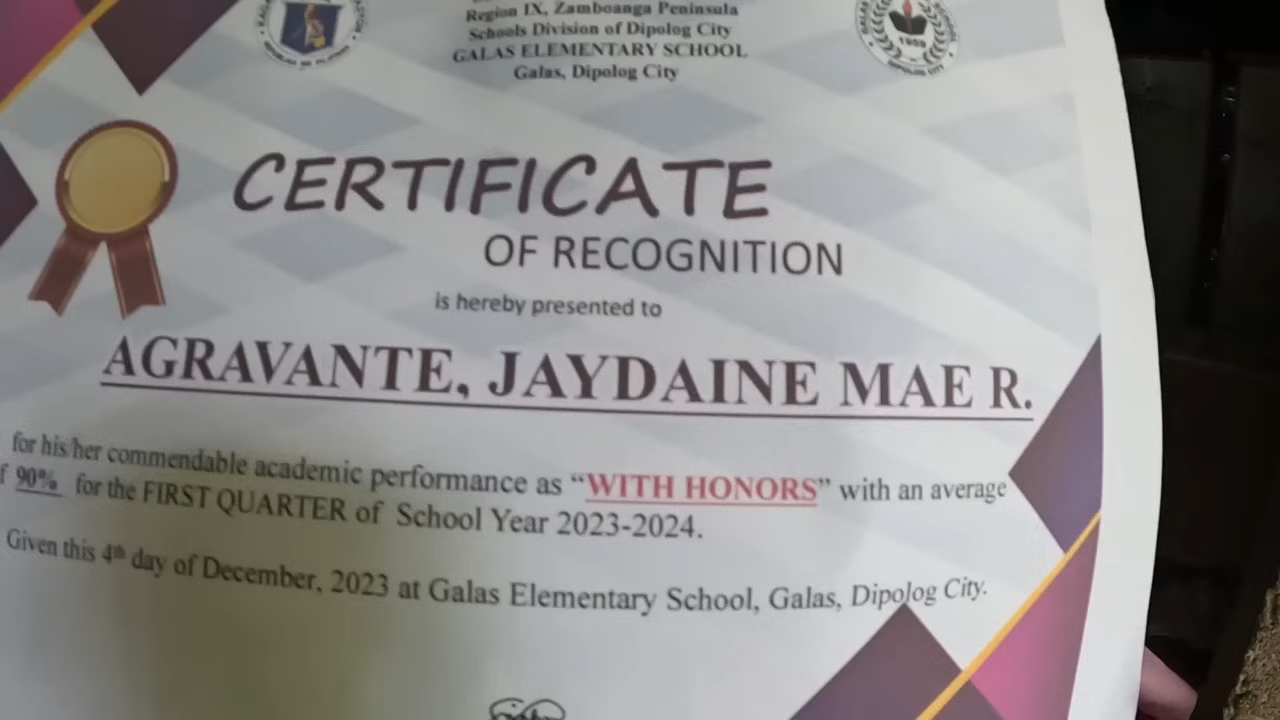 Region IX, Zamboanga Peninsula
Schools Division of Dipolog City
GALAS ELEMENTARY SCHOOL
Galas, Dipolog City
1959
DIPOLOG CITY
CERTIFICATE
OF RECOGNITION
is hereby presented to
AGRAVANTE, JAYDAINE MAE R.
for his/her commendable academic performance as “WITH HONORS” with an average
f 90% for the FIRST QUARTER of School Year 2023-2024.
Given this 4th day of December, 2023 at Galas Elementary School, Galas, Dipolog City.